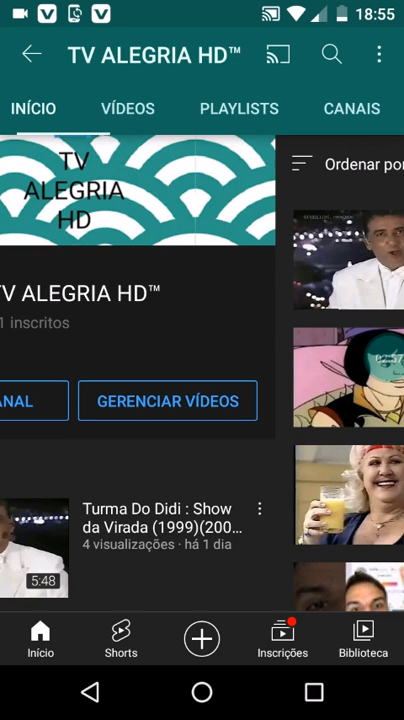 18:55
TV ALEGRIA HD™
INÍCIO VÍDEOS PLAYLISTS CANAIS
TV
ALEGRIA
HD
Ordenar por
TV ALEGRIA HD™
1 inscritos
ANAL GERENCIAR VÍDEOS
Turma Do Didi : Show
da Virada (1999)(200...
4 visualizações · há 1 dia
5:48
Início Shorts Inscrições Biblioteca